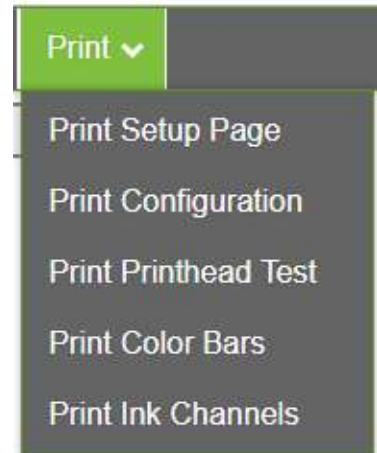 Print
Print Setup Page
Print Configuration
Print Printhead Test
Print Color Bars
Print Ink Channels